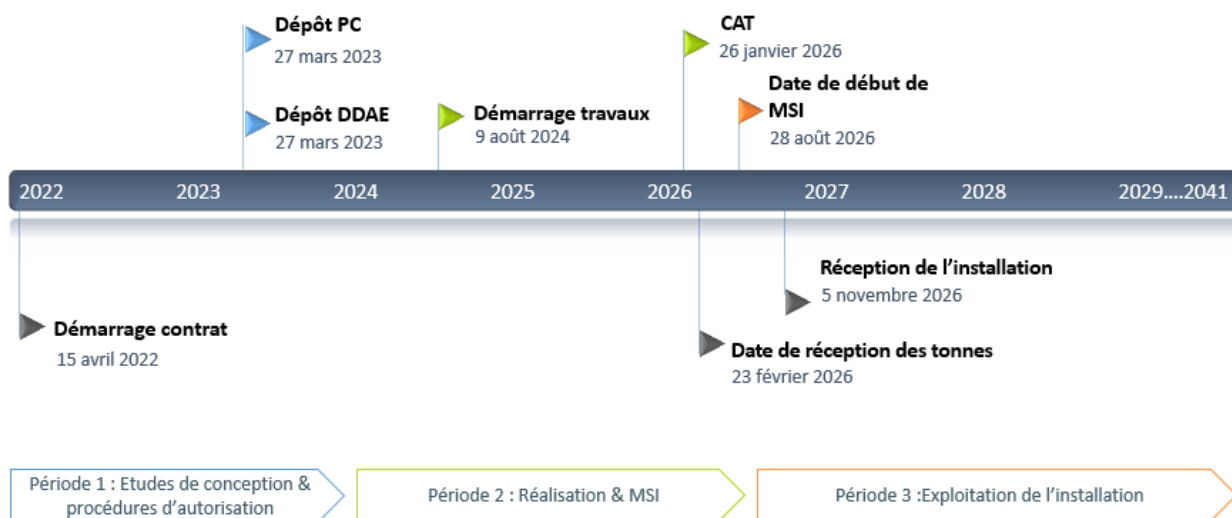 Dépôt PC
27 mars 2023
CAT
26 janvier 2026
Dépôt DDAE
27 mars 2023
Démarrage travaux
9 août 2024
Date de début de
MSI
28 août 2026
2022 2023 2024 2025 2026 2027 2028 2029....2041
Réception de l'installation
5 novembre 2026
Démarrage contrat
15 avril 2022
Date de réception des tonnes
23 février 2026
Période 1 : Etudes de conception &
procédures d'autorisation
Période 2 : Réalisation & MSI
Période 3 :Exploitation de l'installation